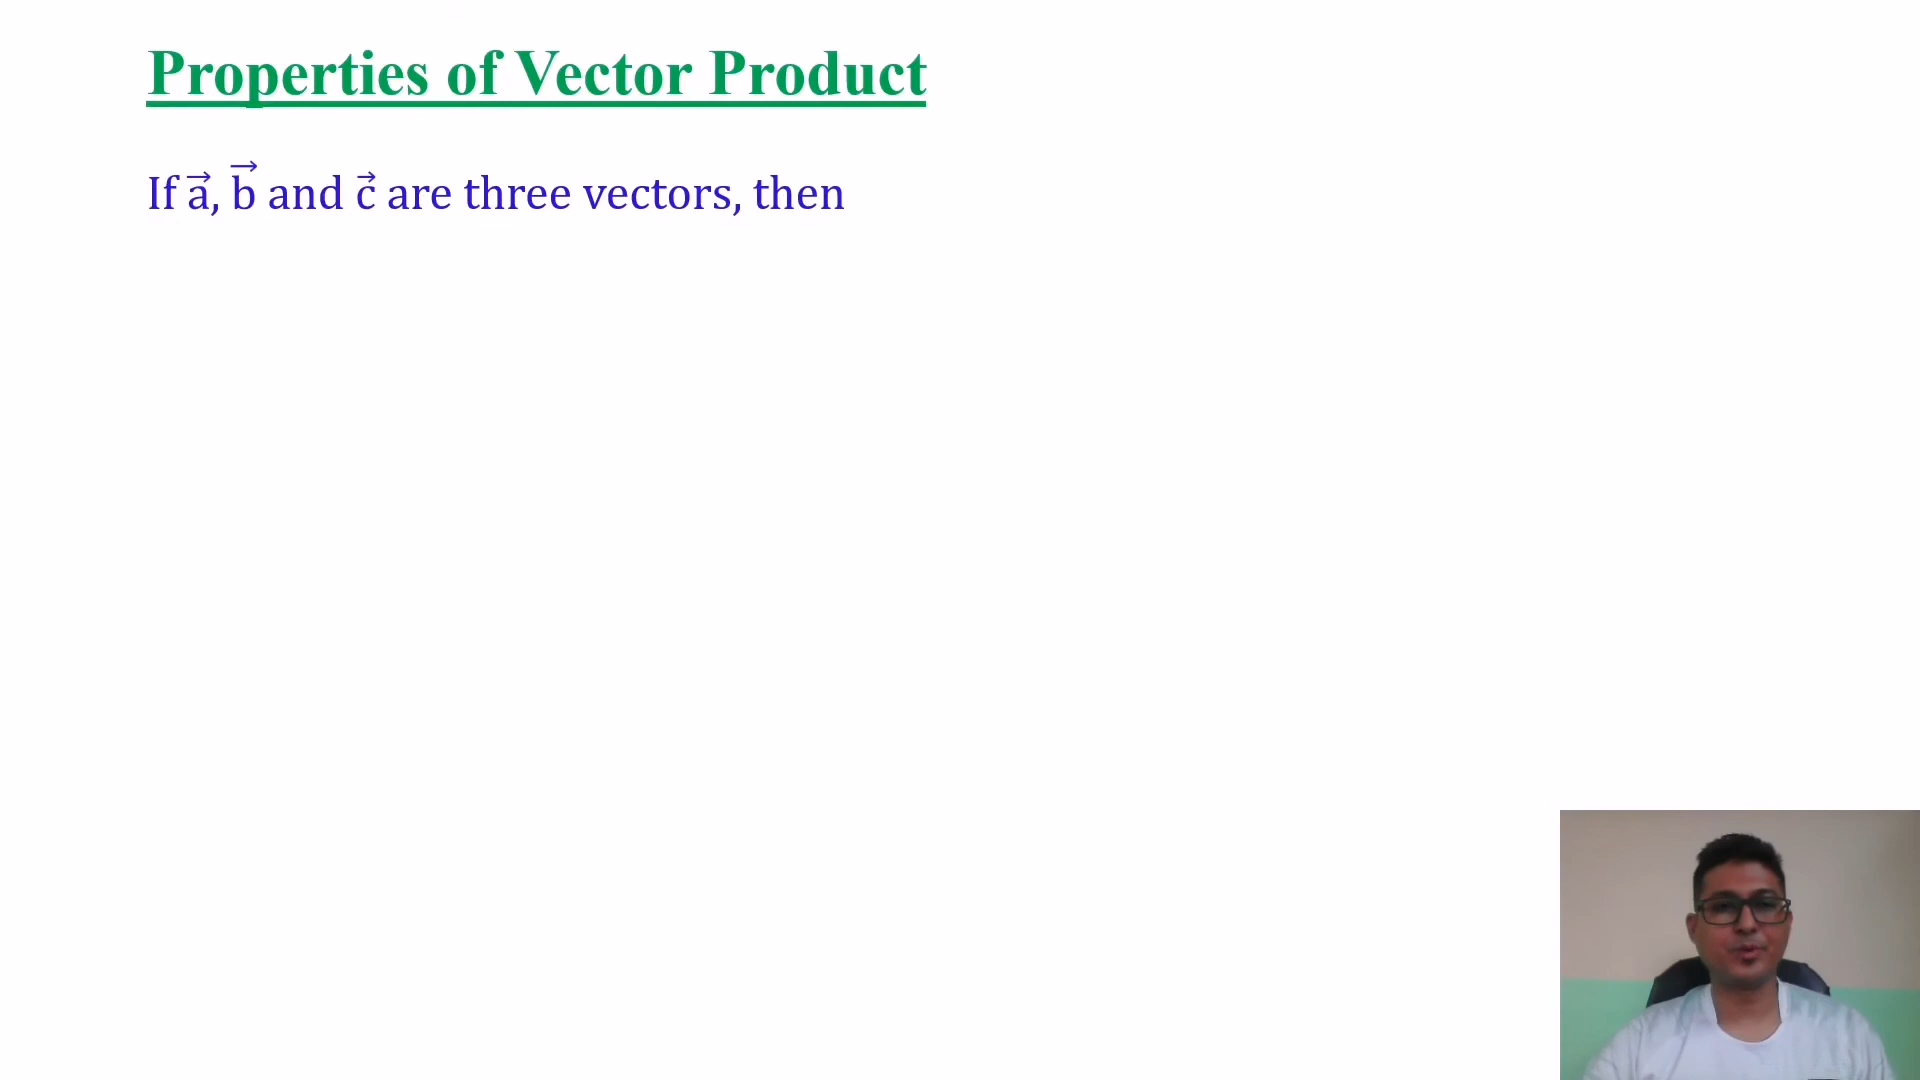 Properties of Vector Product
If a⃗, b⃗ and c⃗ are three vectors, then